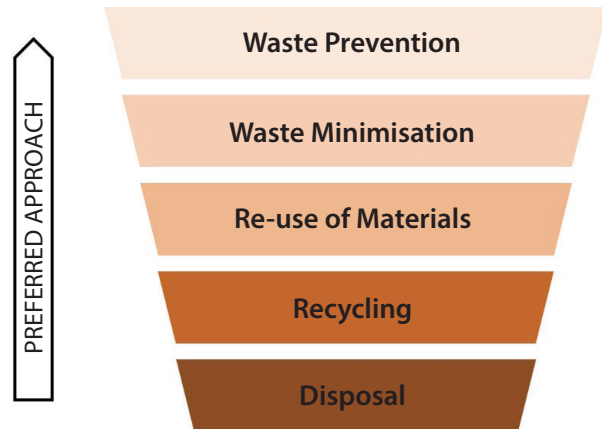 Waste Prevention
Waste Minimisation
Re-use of Materials
Recycling
Disposal
PREFERRED APPROACH